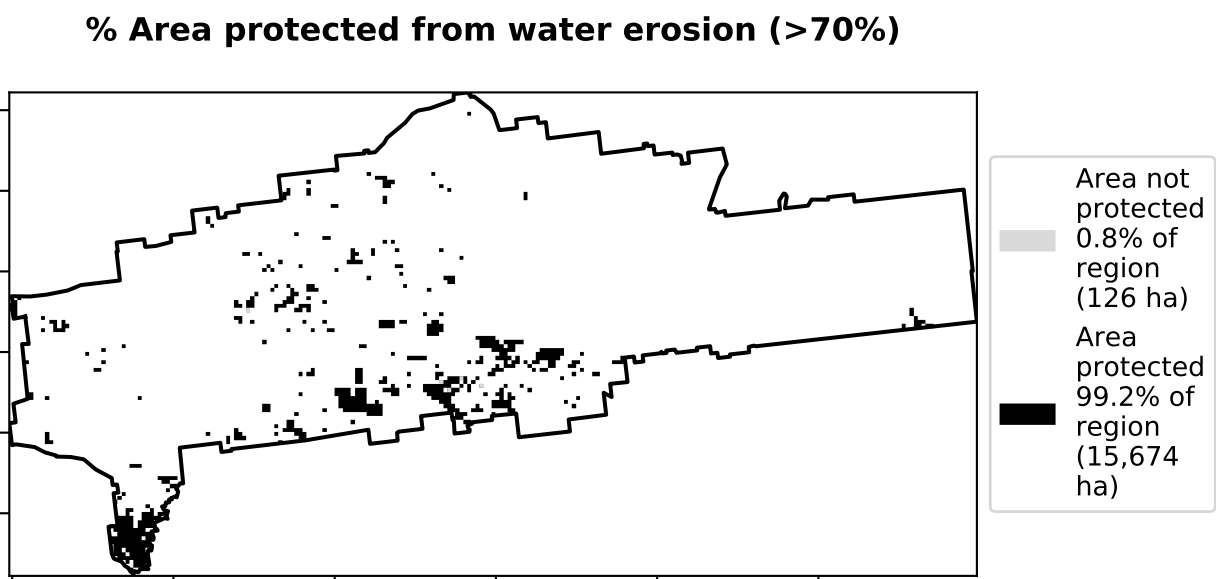 % Area protected from water erosion (>70%)
Area not
protected
0.8% of
region
(126 ha)
Area
protected
99.2% of
region
(15,674
ha)